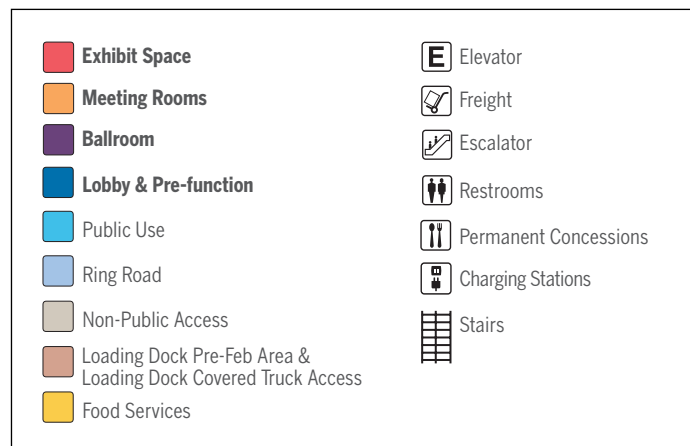 Exhibit Space
Meeting Rooms
Ballroom
Lobby & Pre-function
Public Use
Ring Road
Non-Public Access
Loading Dock Pre-Feb Area &
Loading Dock Covered Truck Access
Food Services
E Elevator
Freight
Escalator
Restrooms
Permanent Concessions
Charging Stations
Stairs